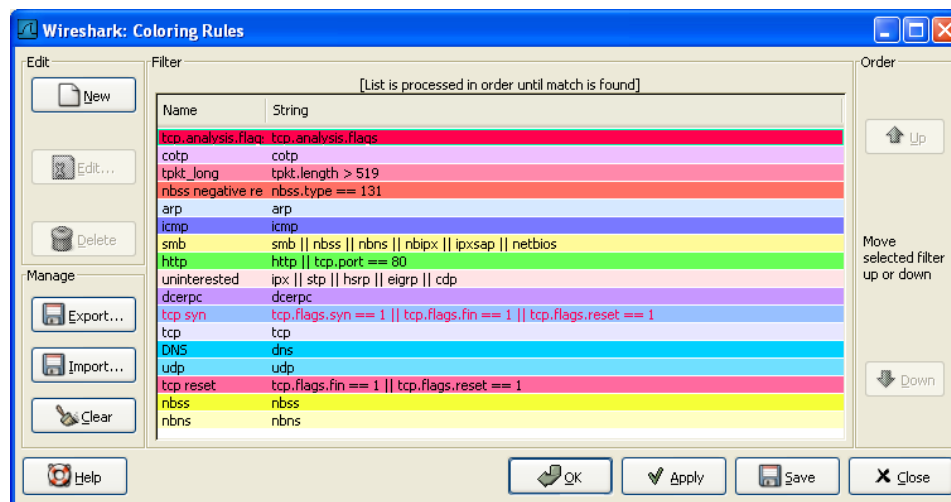 Wireshark: Coloring Rules
Edit
New
Edit...
Delete
Manage
Export...
Import...
Clear
Filter
[List is processed in order until match is found]
Name String
tcp.analysis.flag: tcp.analysis.flags
cotp cotp
tpkt_long tpkt.length > 519
nbss negative re nbss.type == 131
arp arp
icmp icmp
smb smb || nbss || nbns || nbipx || ipxsap || netbios
http http || tcp.port == 80
uninterested ipx || stp || hsrp || eigrp || cdp
dcerpc dcerpc
tcp syn tcp.flags.syn == 1 || tcp.flags.fin == 1 || tcp.flags.reset == 1
tcp tcp
DNS dns
udp udp
tcp reset tcp.flags.fin == 1 || tcp.flags.reset == 1
nbss nbss
nbns nbns
Order
Up
Move
selected filter
up or down
Down
Help
OK
Apply
Save
Close